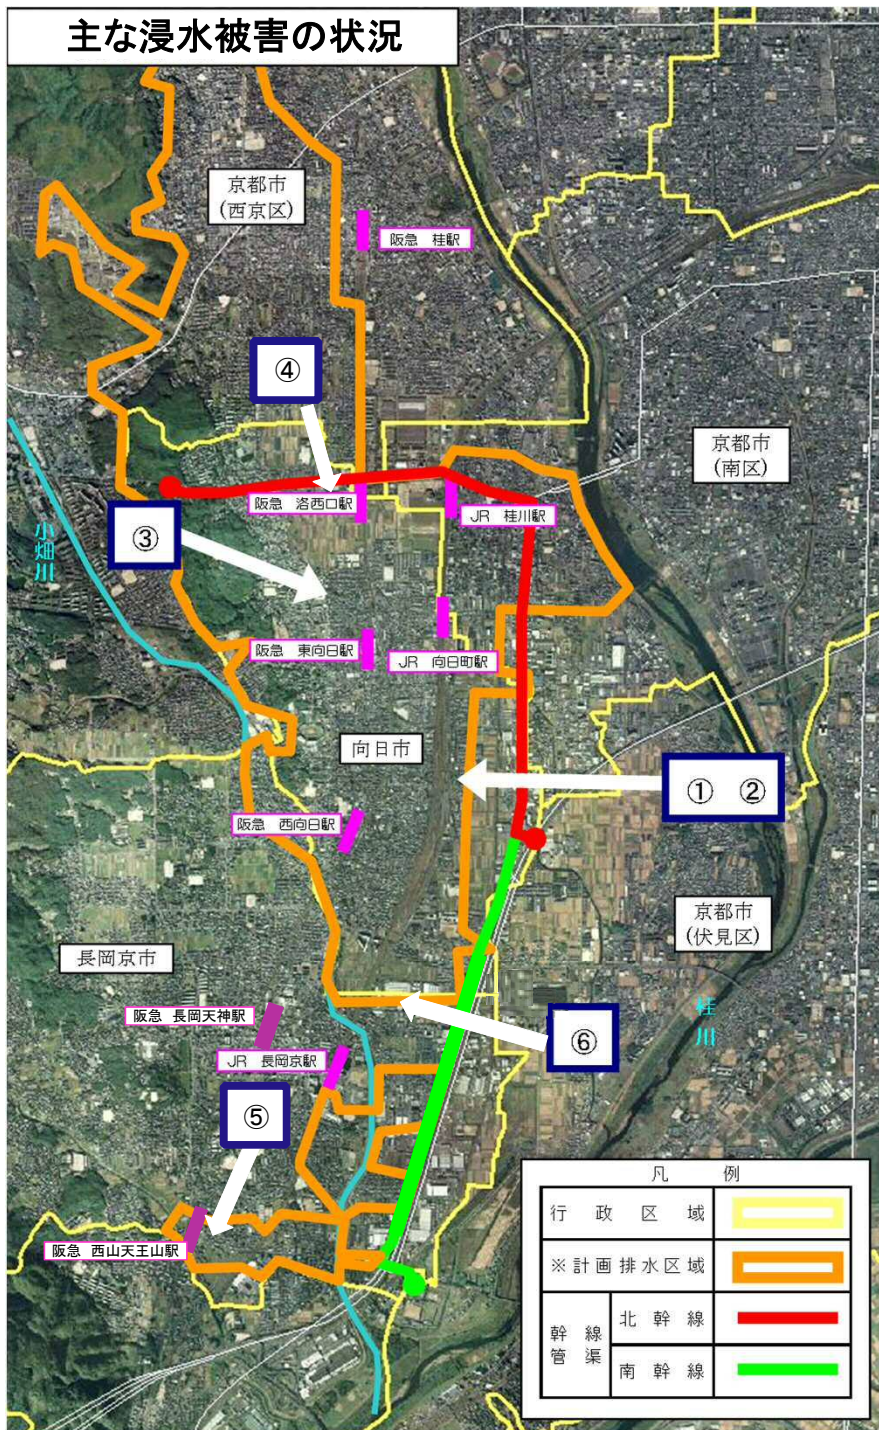 主な浸水被害の状況
京都市
(西京区)
阪急 桂駅
④
京都市
(南区)
阪急 洛西口駅
JR 桂川駅
③
小畑川
阪急 東向日駅
JR 向日町駅
向日市
① ②
阪急 西向日駅
京都市
(伏見区)
長岡京市
桂川
阪急 長岡天神駅
⑥
JR 長岡京駅
⑤
阪急 西山天王山駅
凡 例
行政区域
※計画排水区域
幹線
管渠
北幹線
南幹線